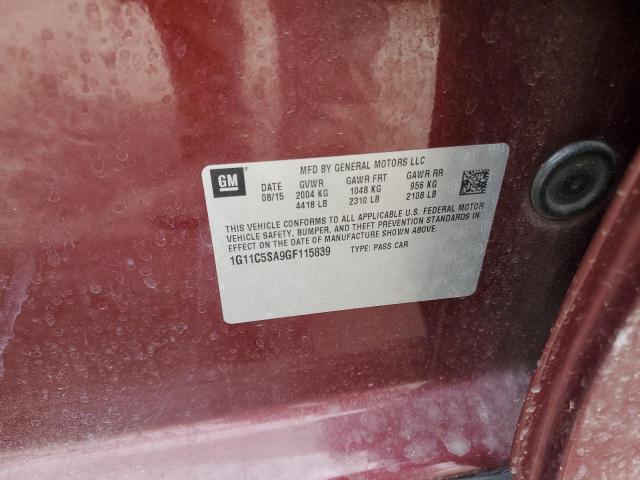 GM
MFD BY GENERAL MOTORS LLC
DATE GVWR GAWR FRT GAWR RR
08/15 2004 KG 1048 KG 956 KG
4418 LB 2310 LB 2108 LB
THIS VEHICLE CONFORMS TO ALL APPLICABLE U.S. FEDERAL MOTOR
VEHICLE SAFETY, BUMPER, AND THEFT PREVENTION STANDARDS IN
EFFECT ON THE DATE OF MANUFACTURE SHOWN ABOVE.
1G11C5SA9GF115839 TYPE: PASS CAR